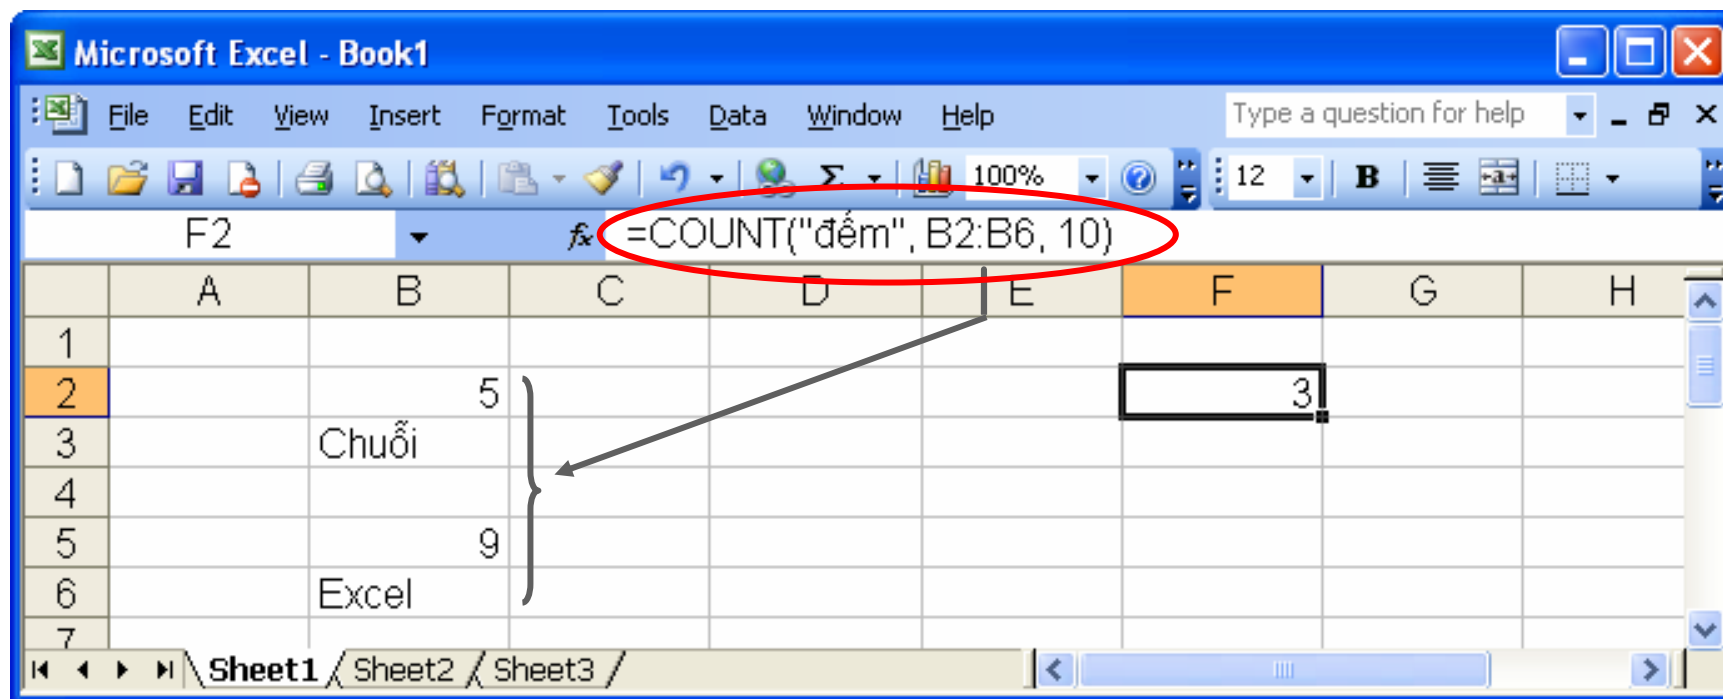 Microsoft Excel - Book1
File Edit View Insert Format Tools Data Window Help Type a question for help
100% 12 B
F2 fx =COUNT("đếm", B2:B6, 10)
A B C D E F G H
1
2 5 3
3 Chuỗi
4
5 9
6 Excel
7
Sheet1 Sheet2 Sheet3